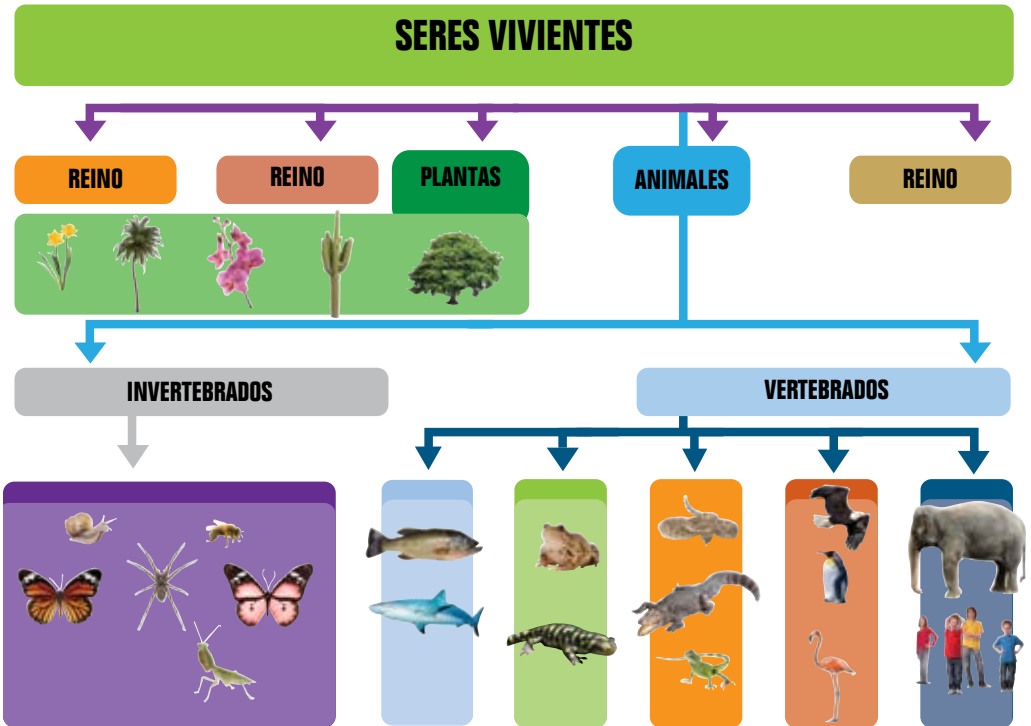 SERES VIVIENTES
REINO
REINO
PLANTAS
ANIMALES
REINO
INVERTEBRADOS
VERTEBRADOS